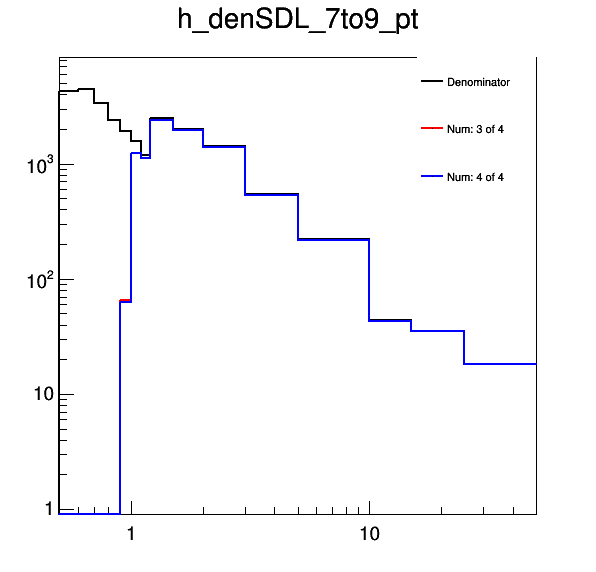 h_denSDL_7to9_pt
Denominator
Num: 3 of 4
Num: 4 of 4
10³
10²
10
1
1
10